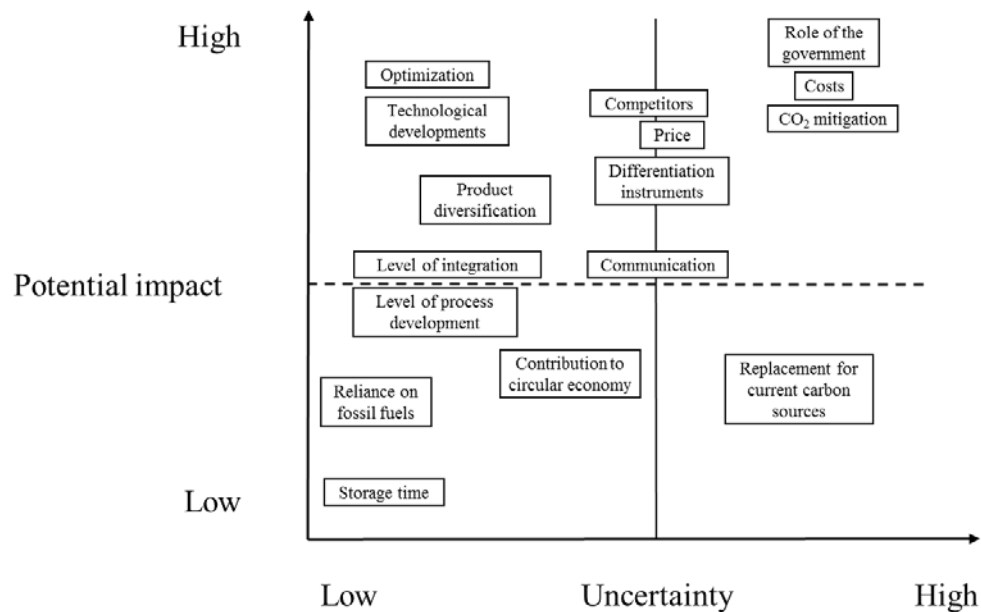 High
Role of the
government
Optimization
Costs
Technological
developments
Competitors
CO₂ mitigation
Price
Product
diversification
Differentiation
instruments
Level of integration
Communication
Potential impact
Level of process
development
Contribution to
circular economy
Replacement for
current carbon
sources
Reliance on
fossil fuels
Storage time
Low
Low
Uncertainty
High